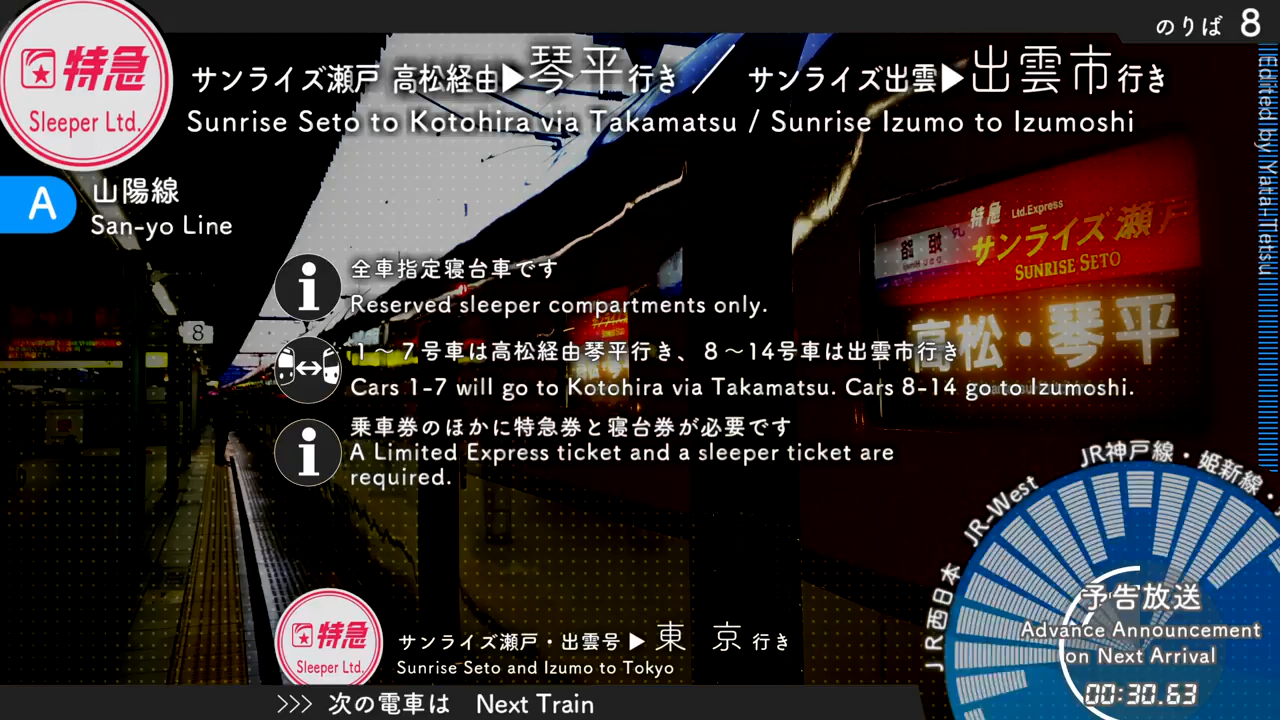 のりば 8
特急
Sleeper Ltd.
サンライズ瀬戸 高松経由▶琴平行き / サンライズ出雲▶出雲市行き
Sunrise Seto to Kotohira via Takamatsu / Sunrise Izumo to Izumoshi
Edited by Yata-Tetsu
A
山陽線
San-yo Line
特急 Ltd.Express
サンライズ瀬戸
SUNRISE SETO
高松・琴平
8
全車指定寝台車です
Reserved sleeper compartments only.
1～7号車は高松経由琴平行き、8～14号車は出雲市行き
Cars 1-7 will go to Kotohira via Takamatsu. Cars 8-14 go to Izumoshi.
乗車券のほかに特急券と寝台券が必要です
A Limited Express ticket and a sleeper ticket are
required.
JR西日本 JR-West JR神戸線・姫新線・
予告放送
Advance Announcement
on Next Arrival
00:30.63
特急
Sleeper Ltd.
サンライズ瀬戸・出雲号▶東京行き
Sunrise Seto and Izumo to Tokyo
>>> 次の電車は Next Train